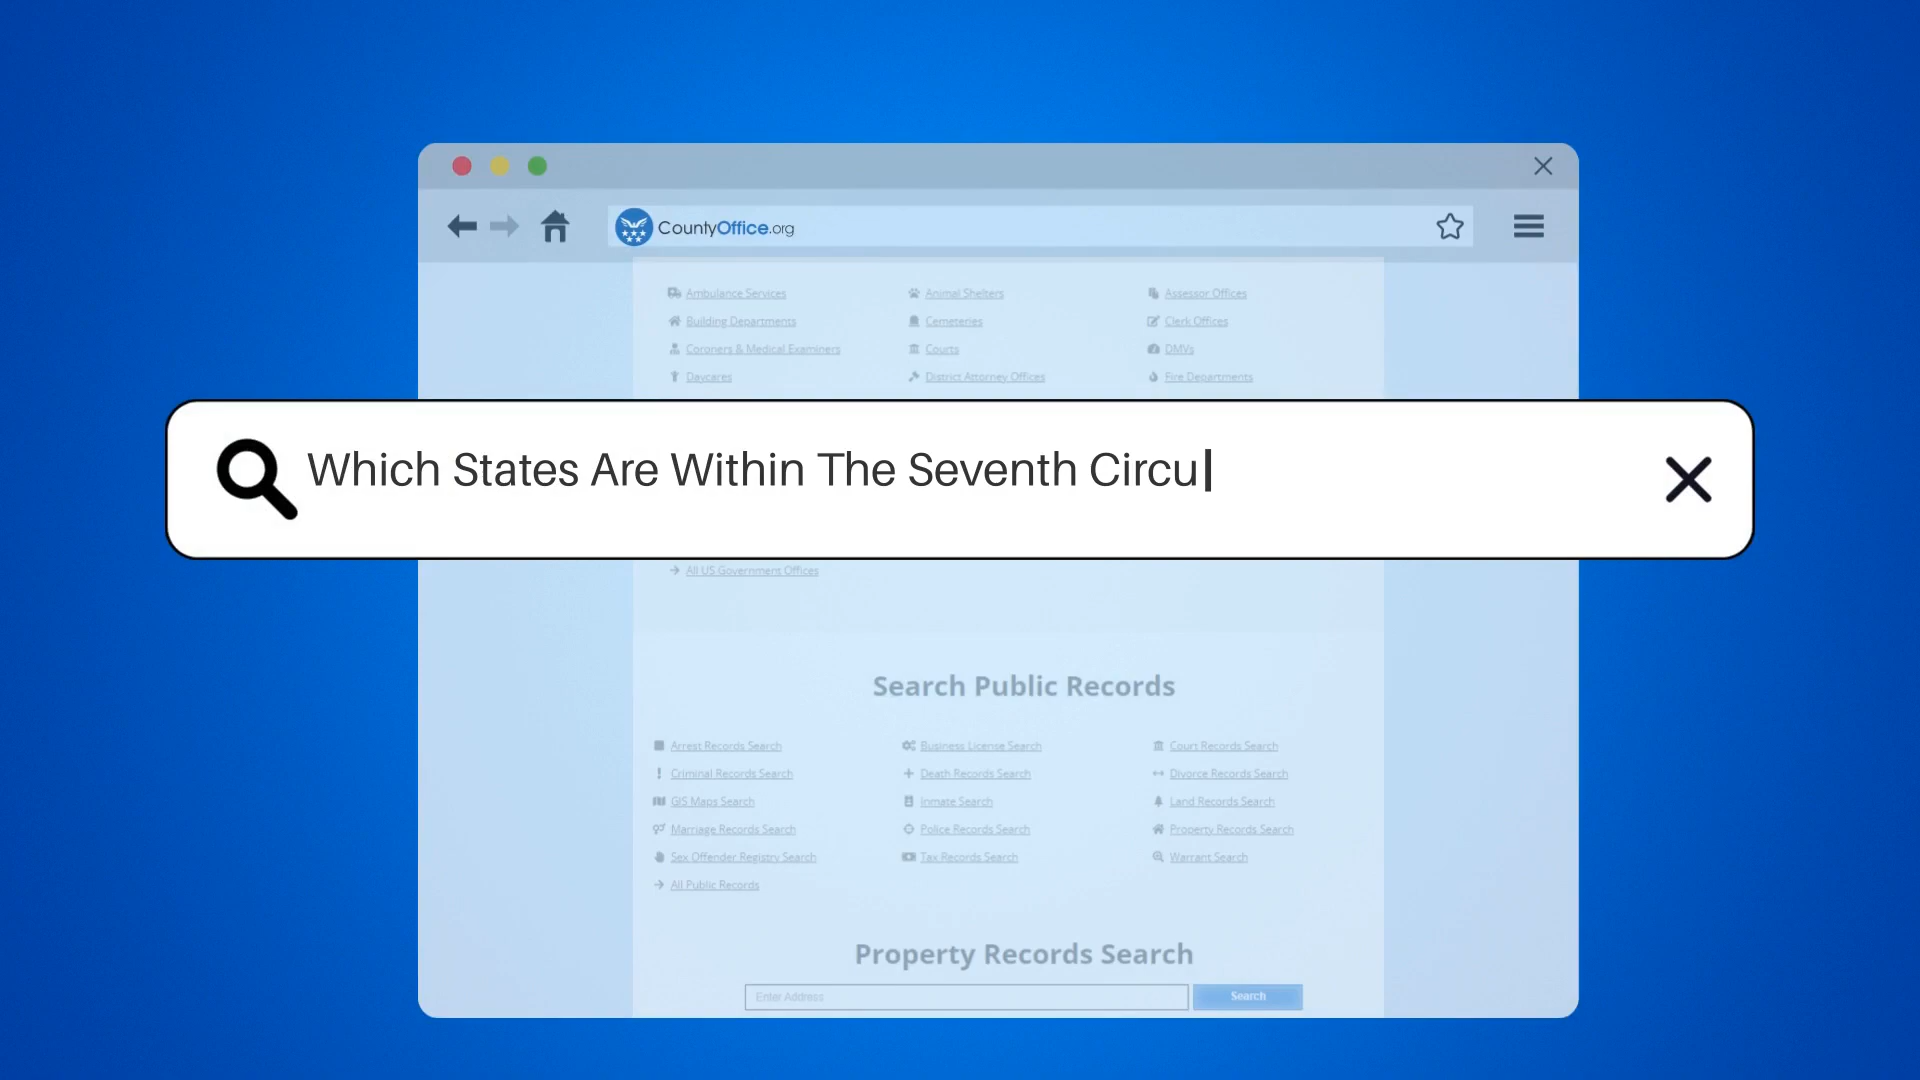 CountyOffice.org
Ambulance Services Animal Shelters Assessor Offices
Building Departments Cemeteries Clerk Offices
Coroners & Medical Examiners Courts DMVs
Daycares District Attorney Offices Fire Departments
Which States Are Within The Seventh Circu
All US Government Offices
Search Public Records
Arrest Records Search Business License Search Court Records Search
Criminal Records Search Death Records Search Divorce Records Search
GIS Maps Search Inmate Search Land Records Search
Marriage Records Search Police Records Search Property Records Search
Sex Offender Registry Search Tax Records Search Warrant Search
All Public Records
Property Records Search
Enter Address Search